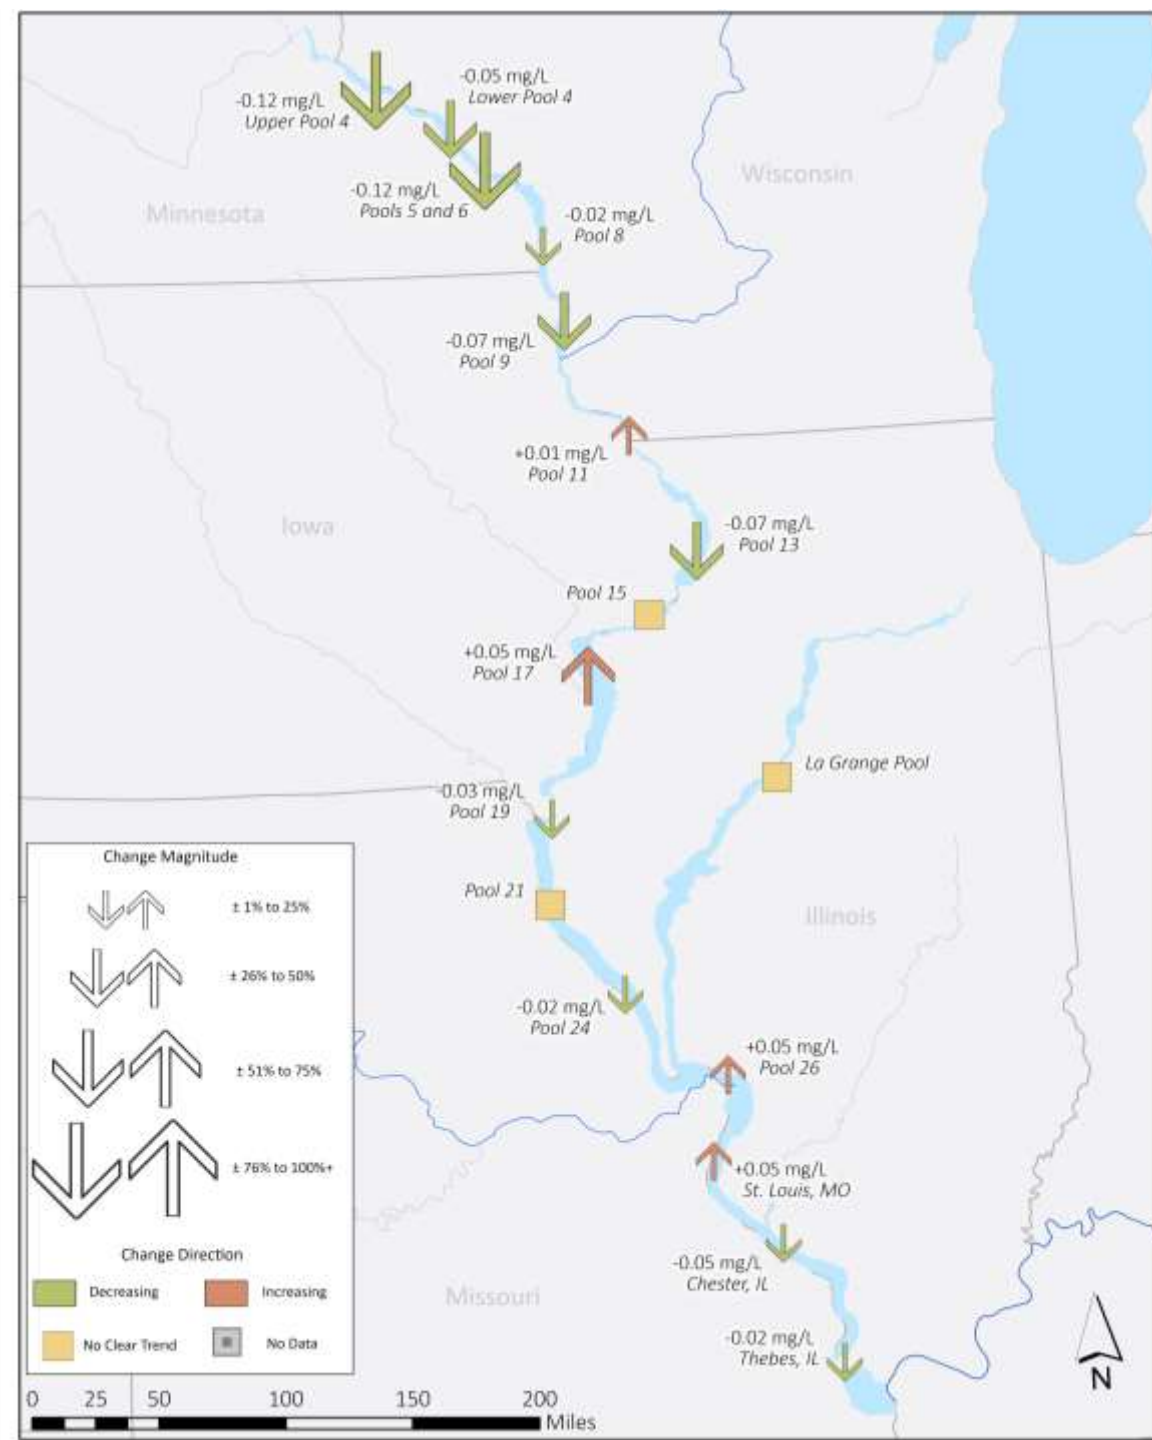 -0.05 mg/L
Lower Pool 4
-0.12 mg/L
Upper Pool 4
Wisconsin
-0.12 mg/L
Pools 5 and 6
Minnesota
-0.02 mg/L
Pool 8
-0.07 mg/L
Pool 9
+0.01 mg/L
Pool 11
Iowa
-0.07 mg/L
Pool 13
Pool 15
+0.05 mg/L
Pool 17
La Grange Pool
-0.03 mg/L
Pool 19
Pool 21
Illinois
-0.02 mg/L
Pool 24
+0.05 mg/L
Pool 26
+0.05 mg/L
St. Louis, MO
-0.05 mg/L
Chester, IL
Missouri
-0.02 mg/L
Thebes, IL
Change Magnitude
± 1% to 25%
± 26% to 50%
± 51% to 75%
± 76% to 100%+
Change Direction
Decreasing Increasing
No Clear Trend No Data
N
0 25 50 100 150 200
Miles